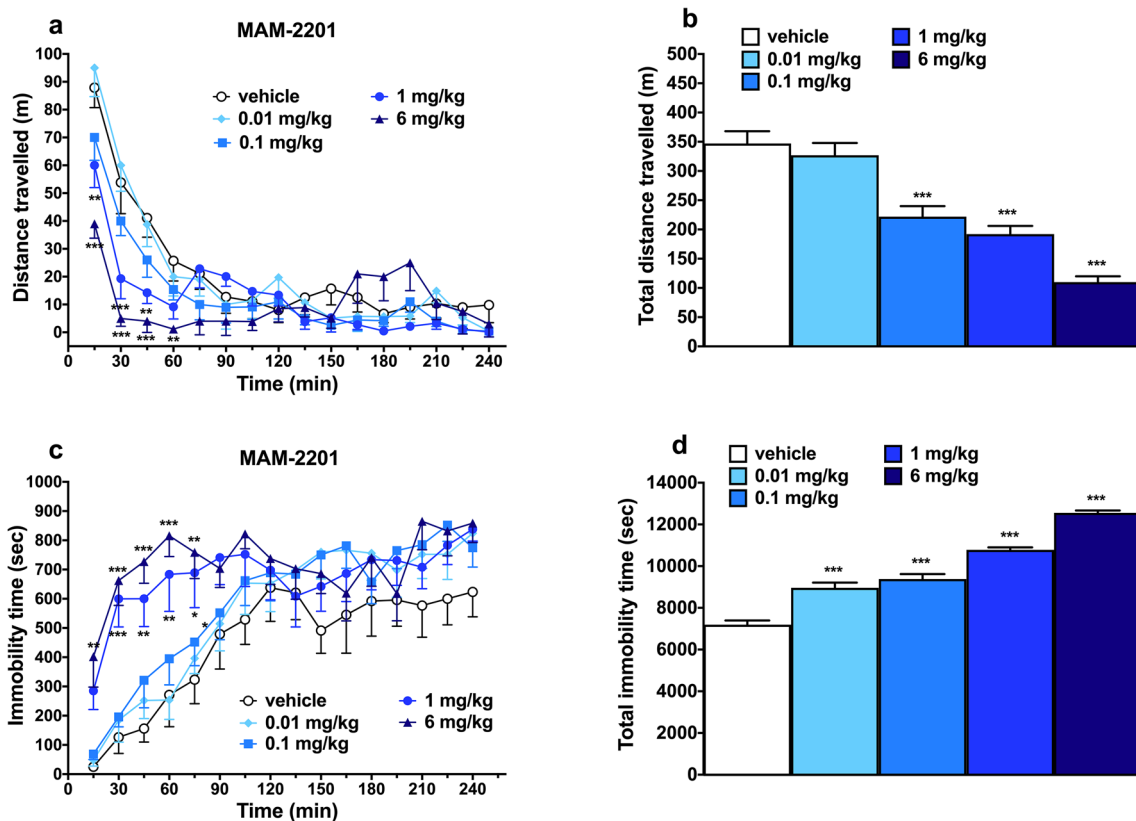 a
MAM-2201
Distance travelled (m)
100
90
80
70
60
50
40
30
20
10
0
vehicle
0.01 mg/kg
0.1 mg/kg
1 mg/kg
6 mg/kg
**
***
***
**
***
***
**
0 30 60 90 120 150 180 210 240
Time (min)
b
vehicle
0.01 mg/kg
0.1 mg/kg
1 mg/kg
6 mg/kg
Total distance travelled (m)
500
450
400
350
300
250
200
150
100
50
0
***
***
***
c
MAM-2201
Immobility time (sec)
1000
900
800
700
600
500
400
300
200
100
0
***
***
**
***
**
***
**
**
*
*
vehicle
0.01 mg/kg
0.1 mg/kg
1 mg/kg
6 mg/kg
0 30 60 90 120 150 180 210 240
Time (min)
d
vehicle
0.01 mg/kg
0.1 mg/kg
1 mg/kg
6 mg/kg
Total immobility time (sec)
14000
12000
10000
8000
6000
4000
2000
0
***
***
***
***